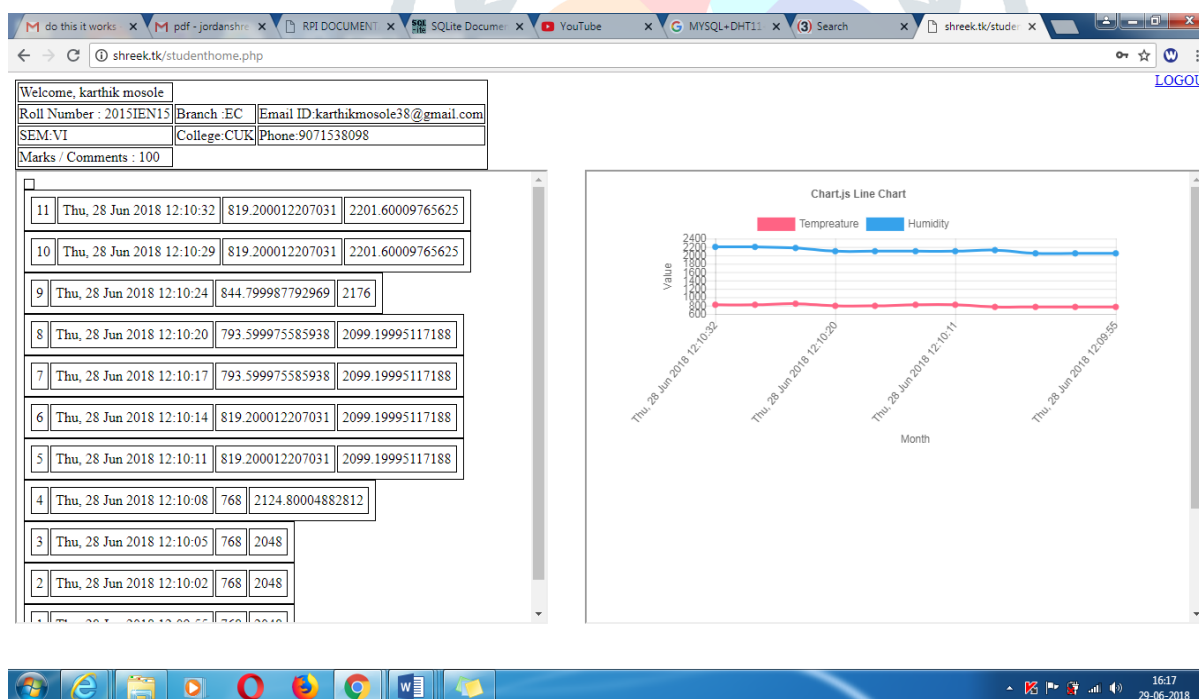 do this it works
pdf - jordanshre
RPI DOCUMENT.
SQLite Documen
YouTube
MYSQL+DHT11
(3) Search
shreek.tk/studen
shreek.tk/studenthome.php
LOGOU
Welcome, karthik mosole
Roll Number : 2015IEN15 Branch :EC Email ID:karthikmosole38@gmail.com
SEM:VI College:CUK Phone:9071538098
Marks / Comments : 100
11 Thu, 28 Jun 2018 12:10:32 819.200012207031 2201.60009765625
10 Thu, 28 Jun 2018 12:10:29 819.200012207031 2201.60009765625
9 Thu, 28 Jun 2018 12:10:24 844.799987792969 2176
8 Thu, 28 Jun 2018 12:10:20 793.599975585938 2099.19995117188
7 Thu, 28 Jun 2018 12:10:17 793.599975585938 2099.19995117188
6 Thu, 28 Jun 2018 12:10:14 819.200012207031 2099.19995117188
5 Thu, 28 Jun 2018 12:10:11 819.200012207031 2099.19995117188
4 Thu, 28 Jun 2018 12:10:08 768 2124.80004882812
3 Thu, 28 Jun 2018 12:10:05 768 2048
2 Thu, 28 Jun 2018 12:10:02 768 2048
Chart.js Line Chart
Tempreature Humidity
2400
2200
2000
1800
1600
1400
1200
1000
800
600
Value
Thu, 28 Jun 2018 12:10:32
Thu, 28 Jun 2018 12:10:20
Thu, 28 Jun 2018 12:10:11
Thu, 28 Jun 2018 12:09:55
Month
16:17
29-06-2018